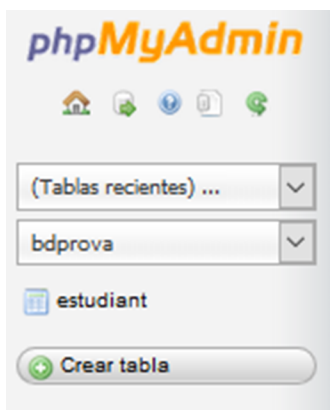 phpMyAdmin
(Tablas recientes) ...
bdprova
estudiant
Crear tabla